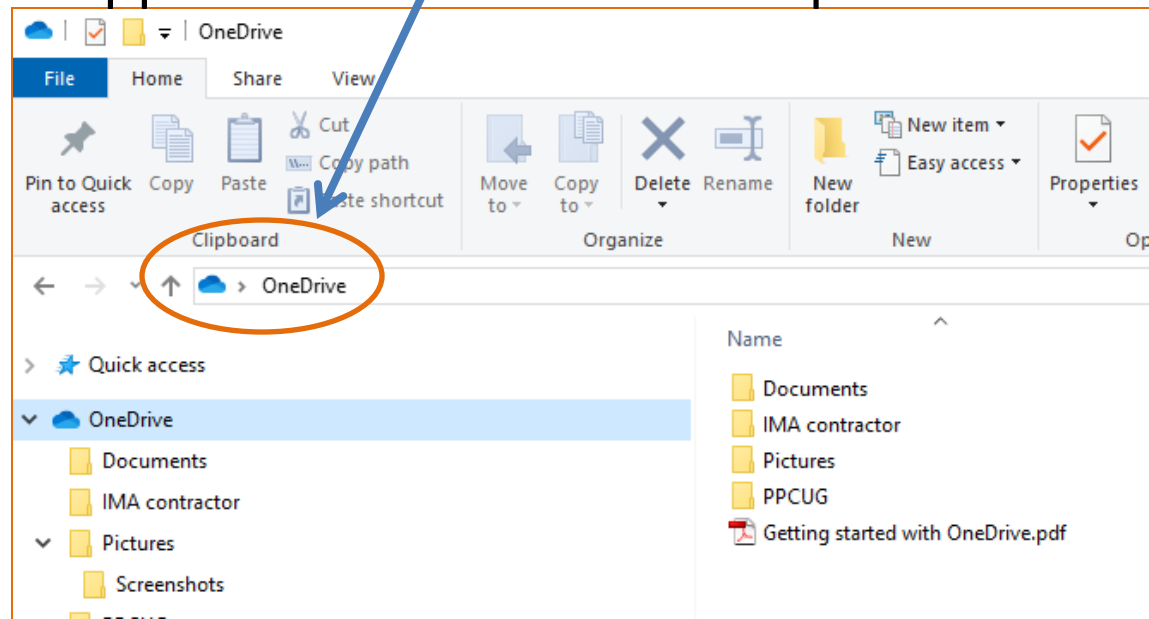 OneDrive
File Home Share View
Cut
Copy path
Pin to Quick access Copy Paste shortcut
Paste
Move to Copy to Delete Rename New folder New item Easy access Properties
Clipboard Organize New Op
OneDrive
Name
Quick access
OneDrive
Documents
IMA contractor
Pictures
Screenshots
Documents
IMA contractor
Pictures
PPCUG
Getting started with OneDrive.pdf